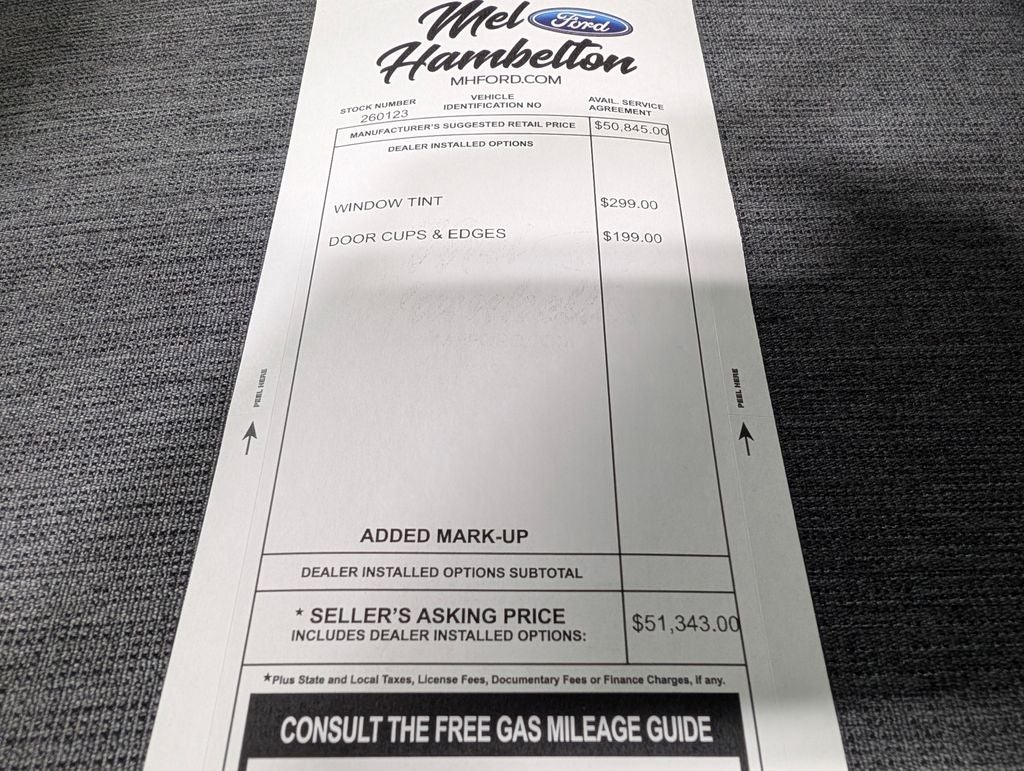 Mel Ford
Hambelton
MHFORD.COM
STOCK NUMBER VEHICLE IDENTIFICATION NO AVAIL. SERVICE AGREEMENT
260123
MANUFACTURER'S SUGGESTED RETAIL PRICE $50,845.00
DEALER INSTALLED OPTIONS
WINDOW TINT $299.00
DOOR CUPS & EDGES $199.00
PEEL HERE PEEL HERE
ADDED MARK-UP
DEALER INSTALLED OPTIONS SUBTOTAL
* SELLER'S ASKING PRICE $51,343.00
INCLUDES DEALER INSTALLED OPTIONS:
*Plus State and Local Taxes, License Fees, Documentary Fees or Finance Charges, if any.
CONSULT THE FREE GAS MILEAGE GUIDE